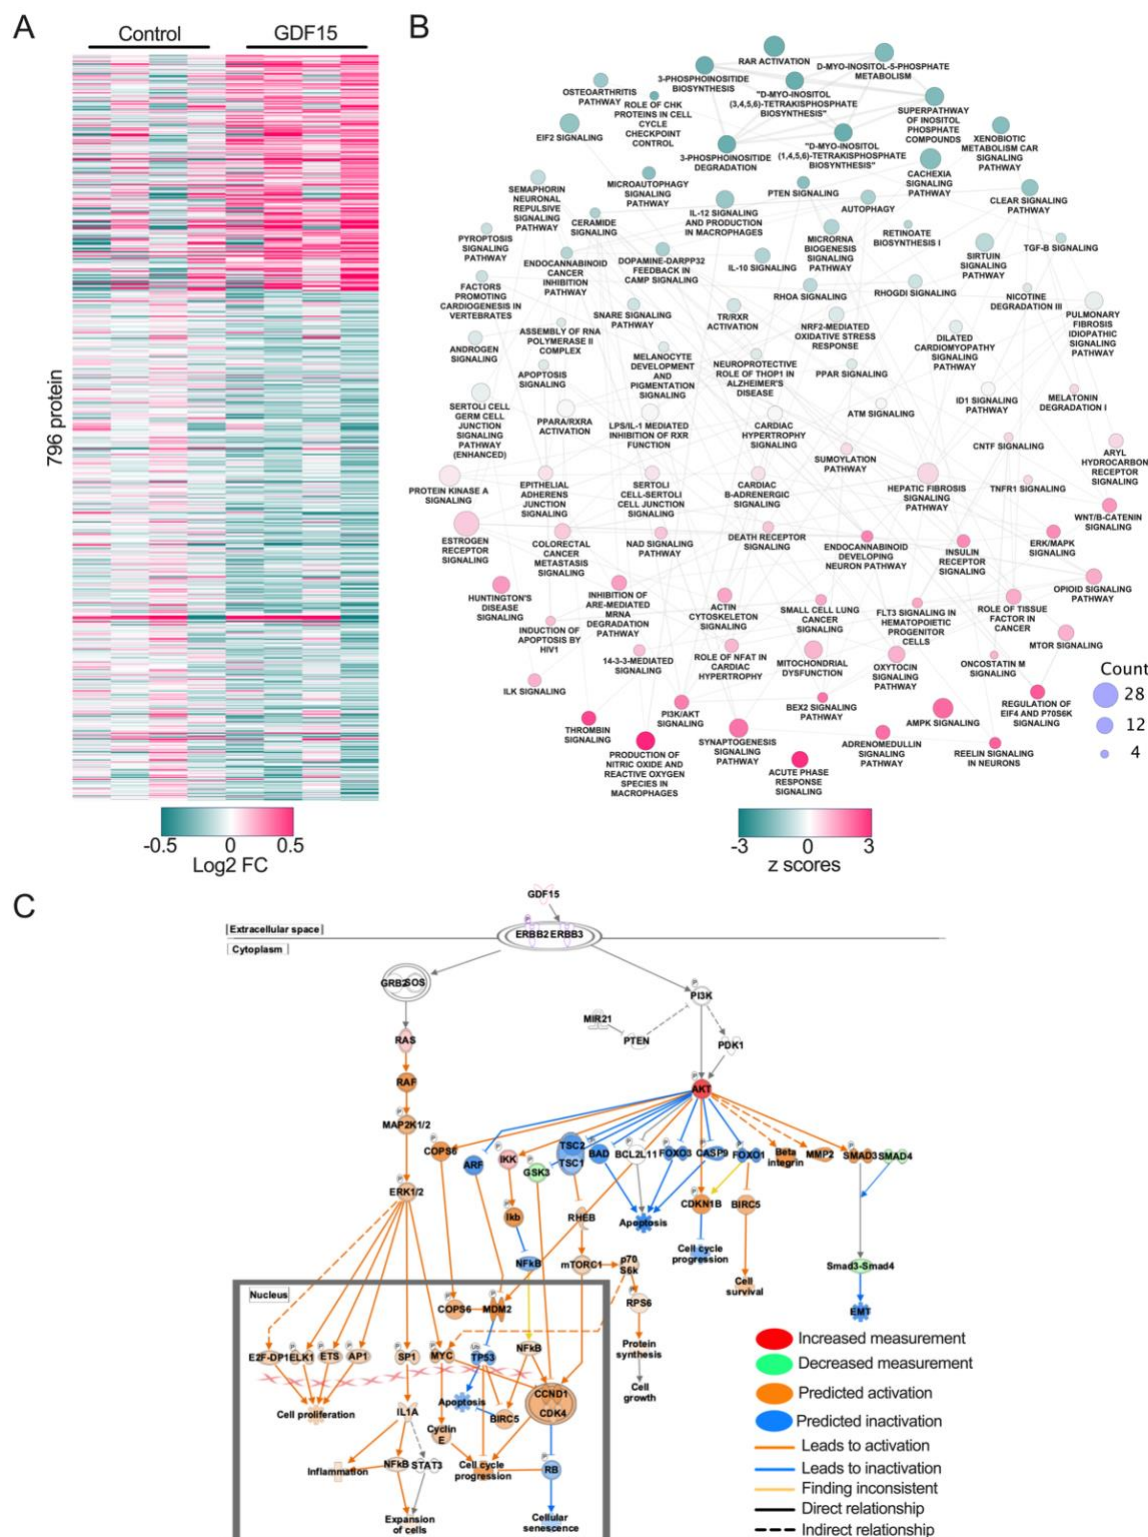 A
Control
GDF15
796 protein
-0.5
0
0.5
Log2 FC
B
RAR ACTIVATION
D-MYO-INOSITOL-5-PHOSPHATE
METABOLISM
3-PHOSPHOINOSITIDE
BIOSYNTHESIS
"D-MYO-INOSITOL
(3,4,5,6)-TETRAKISPHOSPHATE
BIOSYNTHESIS"
OSTEOARTHRITIS
PATHWAY
ROLE OF CHK
PROTEINS IN CELL
CYCLE
CHECKPOINT
CONTROL
SUPERPATHWAY
OF INOSITOL
PHOSPHATE
COMPOUNDS
EIF2 SIGNALING
3-PHOSPHOINOSITIDE
DEGRADATION
"D-MYO-INOSITOL
(1,4,5,6)-TETRAKISPHOSPHATE
BIOSYNTHESIS"
XENOBIOTIC
METABOLISM CAR
SIGNALING
PATHWAY
CACHEXIA
SIGNALING
PATHWAY
SEMAPHORIN
NEURONAL
REPULSIVE
SIGNALING
PATHWAY
MICROAUTOPHAGY
SIGNALING
PATHWAY
PTEN SIGNALING
CLEAR SIGNALING
PATHWAY
CERAMIDE
SIGNALING
IL-12 SIGNALING
AND PRODUCTION
IN MACROPHAGES
AUTOPHAGY
RETINOATE
BIOSYNTHESIS I
PYROPTOSIS
SIGNALING
PATHWAY
MICRORNA
BIOGENESIS
SIGNALING
PATHWAY
SIRTUIN
SIGNALING
PATHWAY
TGF-B SIGNALING
ENDOCANNABINOID
CANCER
INHIBITION
PATHWAY
DOPAMINE-DARPP32
FEEDBACK IN
CAMP SIGNALING
IL-10 SIGNALING
FACTORS
PROMOTING
CARDIOGENESIS IN
VERTEBRATES
RHOA SIGNALING
RHOGDI SIGNALING
NICOTINE
DEGRADATION III
PULMONARY
FIBROSIS
IDIOPATHIC
SIGNALING
PATHWAY
SNARE SIGNALING
PATHWAY
TR/RXR
ACTIVATION
NRF2-MEDIATED
OXIDATIVE STRESS
RESPONSE
ASSEMBLY OF RNA
POLYMERASE II
COMPLEX
DILATED
CARDIOMYOPATHY
SIGNALING
PATHWAY
ANDROGEN
SIGNALING
APOPTOSIS
SIGNALING
MELANOCYTE
DEVELOPMENT
AND
PIGMENTATION
SIGNALING
NEUROPROTECTIVE
ROLE OF THOP1 IN
ALZHEIMER'S
DISEASE
PPAR SIGNALING
SERTOLI CELL
GERM CELL
JUNCTION
SIGNALING
PATHWAY
(ENHANCED)
PPARA/RXRA
ACTIVATION
LPS/IL-1 MEDIATED
INHIBITION OF RXR
FUNCTION
CARDIAC
HYPERTROPHY
SIGNALING
ATM SIGNALING
ID1 SIGNALING
PATHWAY
MELATONIN
DEGRADATION I
CNTF SIGNALING
SUMOYLATION
PATHWAY
ARYL
HYDROCARBON
RECEPTOR
SIGNALING
PROTEIN KINASE A
SIGNALING
EPITHELIAL
ADHERENS
JUNCTION
SIGNALING
SERTOLI
CELL-SERTOLI
CELL JUNCTION
SIGNALING
CARDIAC
B-ADRENERGIC
SIGNALING
HEPATIC FIBROSIS
SIGNALING
PATHWAY
TNFR1 SIGNALING
WNT/B-CATENIN
SIGNALING
ESTROGEN
RECEPTOR
SIGNALING
COLORECTAL
CANCER
METASTASIS
SIGNALING
NAD SIGNALING
PATHWAY
DEATH RECEPTOR
SIGNALING
ENDOCANNABINOID
DEVELOPING
NEURON PATHWAY
INSULIN
RECEPTOR
SIGNALING
ERK/MAPK
SIGNALING
HUNTINGTON'S
DISEASE
SIGNALING
INHIBITION OF
ARE-MEDIATED
MRNA
DEGRADATION
PATHWAY
ACTIN
CYTOSKELETON
SIGNALING
SMALL CELL LUNG
CANCER
SIGNALING
FLT3 SIGNALING IN
HEMATOPOIETIC
PROGENITOR
CELLS
ROLE OF TISSUE
FACTOR IN
CANCER
OPIOID SIGNALING
PATHWAY
INDUCTION OF
APOPTOSIS BY
HIV1
MTOR SIGNALING
14-3-3-MEDIATED
SIGNALING
ROLE OF NFAT IN
CARDIAC
HYPERTROPHY
MITOCHONDRIAL
DYSFUNCTION
OXYTOCIN
SIGNALING
PATHWAY
ONCOSTATIN M
SIGNALING
ILK SIGNALING
THROMBIN
SIGNALING
PI3K/AKT
SIGNALING
BEX2 SIGNALING
PATHWAY
AMPK SIGNALING
REGULATION OF
EIF4 AND P70S6K
SIGNALING
PRODUCTION OF
NITRIC OXIDE AND
REACTIVE OXYGEN
SPECIES IN
MACROPHAGES
SYNAPTOGENESIS
SIGNALING
PATHWAY
ACUTE PHASE
RESPONSE
SIGNALING
ADRENOMEDULLIN
SIGNALING
PATHWAY
REELIN SIGNALING
IN NEURONS
Count
28
12
4
-3
0
3
z scores
C
GDF15
Extracellular space
Cytoplasm
ERBB2 ERBB3
GRB2 SOS
PI3K
MIR21
PTEN
PDK1
RAS
RAF
AKT
MAP2K1/2
COPS6
ARF
IKK
GSK3
TSC2
TSC1
BAD
BCL2L11
FOXO3
CASP9
FOXO1
Beta
integrin
MMP2
SMAD3
SMAD4
ERK1/2
Ikb
RHEB
Apoptosis
CDKN1B
BIRC5
Cell cycle
progression
NFkB
mTORC1
p70
S6k
Cell
survival
Smad3-Smad4
EMT
Nucleus
COPS6
MDM2
RPS6
Protein
synthesis
Cell
growth
E2F-DP1
ELK1
ETS
AP1
SP1
MYC
TP53
NFkB
Cell proliferation
IL1A
Apoptosis
BIRC5
CCND1
CDK4
Cyclin
E
Inflammation
NFkB
STAT3
Cell cycle
progression
RB
Expansion
of cells
Cellular
senescence
Increased measurement
Decreased measurement
Predicted activation
Predicted inactivation
Leads to activation
Leads to inactivation
Finding inconsistent
Direct relationship
Indirect relationship